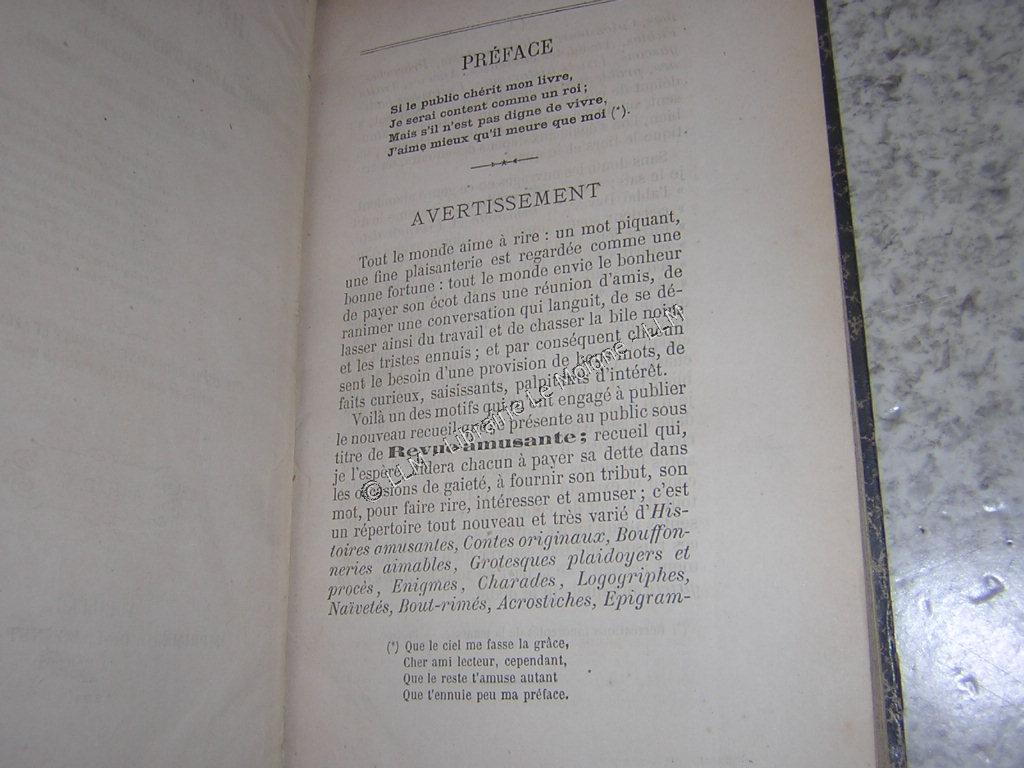 PRÉFACE
Si le public chérit mon livre,
Je serai content comme un roi ;
Mais s'il n'est pas digne de vivre,
J'aime mieux qu'il meure que moi (*).
AVERTISSEMENT
Tout le monde aime à rire : un mot piquant,
une fine plaisanterie est regardée comme une
bonne fortune : tout le monde envie le bonheur
de payer son écot dans une réunion d'amis, de
ranimer une conversation qui languit, de se dé-
lasser ainsi du travail et de chasser la bile noire
et les tristes ennuis ; et par conséquent chacun
sent le besoin d'une provision de bons mots, de
faits curieux, saisissants, palpitants d'intérêt.
Voilà un des motifs qui m'ont engagé à publier
le nouveau recueil que je présente au public sous
titre de Revue amusante ; recueil qui,
je l'espère, aidera chacun à payer sa dette dans
les occasions de gaieté, à fournir son tribut, son
mot, pour faire rire, intéresser et amuser ; c'est
un répertoire tout nouveau et très varié d'His-
toires amusantes, Contes originaux, Bouffon-
neries aimables, Grotesques plaidoyers et
procès, Enigmes, Charades, Logogriphes,
Naïvetés, Bout-rimés, Acrostiches, Epigram-
(*) Que le ciel me fasse la grâce,
Cher ami lecteur, cependant,
Que le reste t'amuse autant
Que t'ennuie peu ma préface.
© LLM - Librairie Le Moigne - LLM